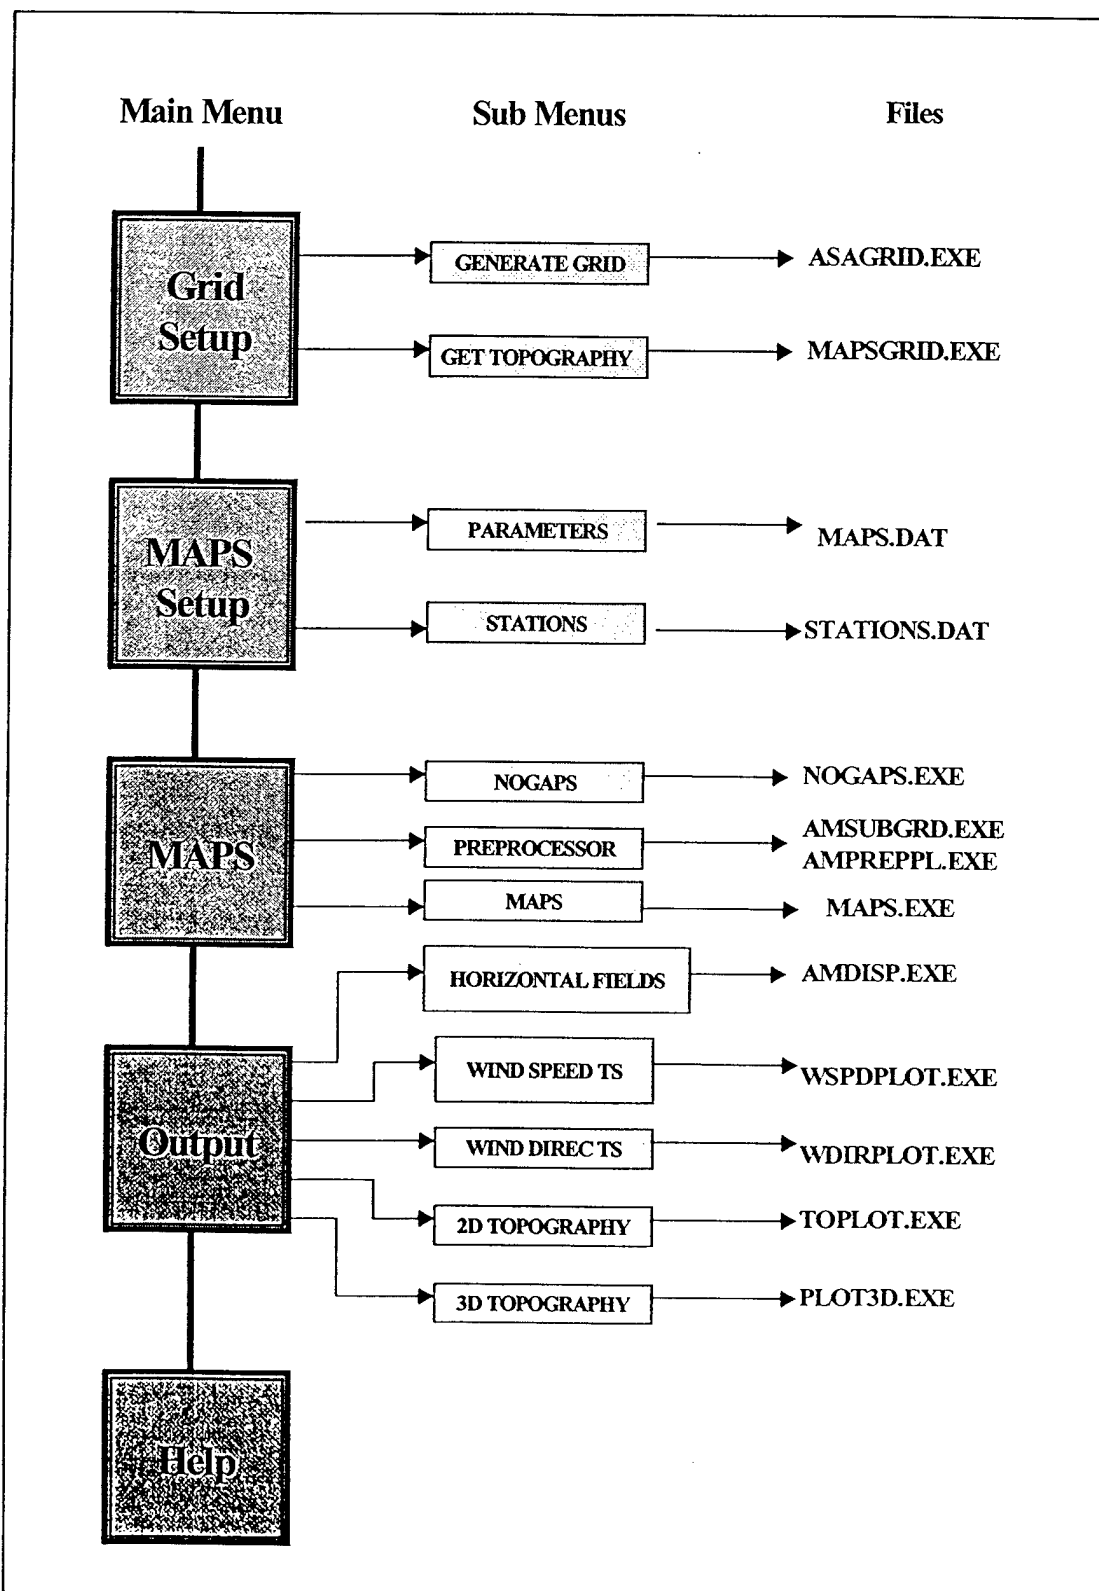 Main Menu
Sub Menus
Files
Grid
Setup
GENERATE GRID
ASAGRID.EXE
GET TOPOGRAPHY
MAPSGRID.EXE
MAPS
Setup
PARAMETERS
MAPS.DAT
STATIONS
STATIONS.DAT
MAPS
NOGAPS
NOGAPS.EXE
PREPROCESSOR
AMSUBGRD.EXE
AMPREPPL.EXE
MAPS
MAPS.EXE
Output
HORIZONTAL FIELDS
AMDISP.EXE
WIND SPEED TS
WSPDPLOT.EXE
WIND DIREC TS
WDIRPLOT.EXE
2D TOPOGRAPHY
TOPLOT.EXE
3D TOPOGRAPHY
PLOT3D.EXE
Help